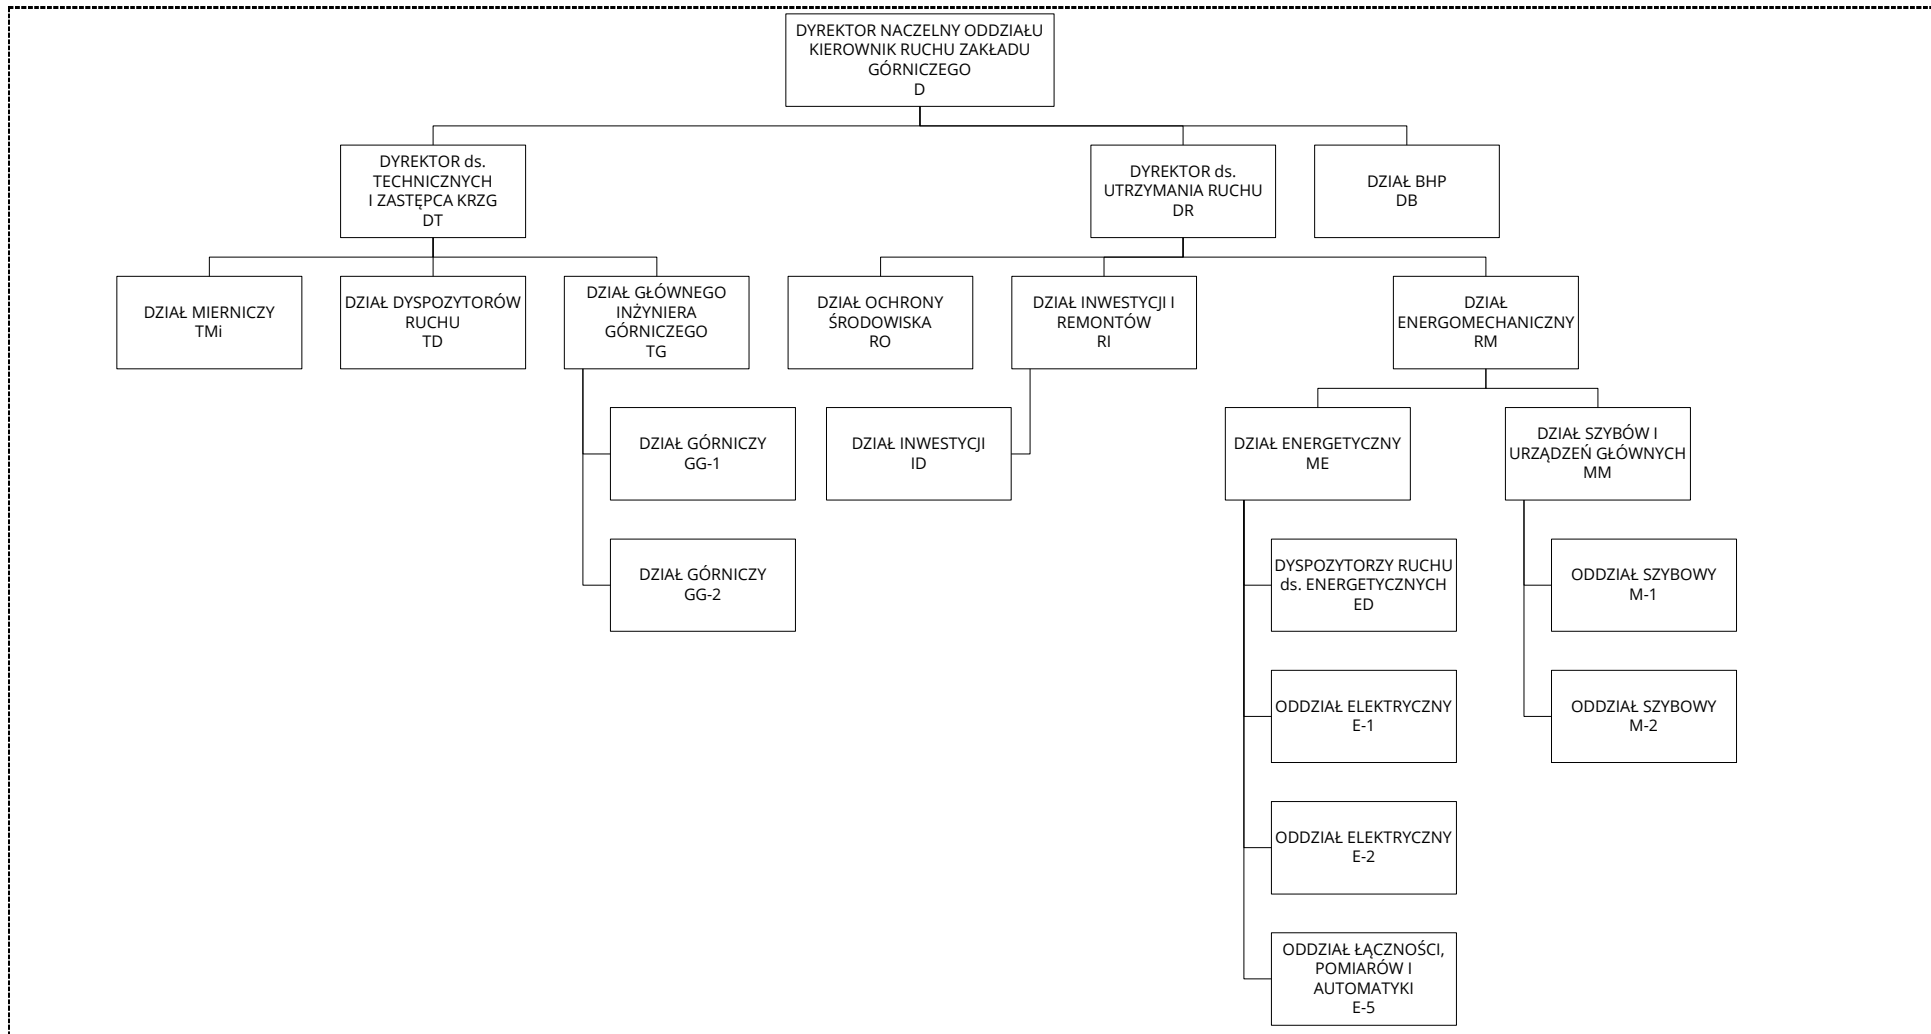 DYREKTOR NACZELNY ODDZIAŁU
KIEROWNIK RUCHU ZAKŁADU
GÓRNICZEGO
D
DYREKTOR ds.
TECHNICZNYCH
I ZASTĘPCA KRZG
DT
DYREKTOR ds.
UTRZYMANIA RUCHU
DR
DZIAŁ BHP
DB
DZIAŁ MIERNICZY
TMi
DZIAŁ DYSPOZYTORÓW
RUCHU
TD
DZIAŁ GŁÓWNEGO
INŻYNIERA
GÓRNICZEGO
TG
DZIAŁ OCHRONY
ŚRODOWISKA
RO
DZIAŁ INWESTYCJI I
REMONTÓW
RI
DZIAŁ
ENERGOMECHANICZNY
RM
DZIAŁ GÓRNICZY
GG-1
DZIAŁ INWESTYCJI
ID
DZIAŁ ENERGETYCZNY
ME
DZIAŁ SZYBÓW I
URZĄDZEŃ GŁÓWNYCH
MM
DZIAŁ GÓRNICZY
GG-2
DYSPOZYTORZY RUCHU
ds. ENERGETYCZNYCH
ED
ODDZIAŁ SZYBOWY
M-1
ODDZIAŁ ELEKTRYCZNY
E-1
ODDZIAŁ SZYBOWY
M-2
ODDZIAŁ ELEKTRYCZNY
E-2
ODDZIAŁ ŁĄCZNOŚCI,
POMIARÓW I
AUTOMATYKI
E-5